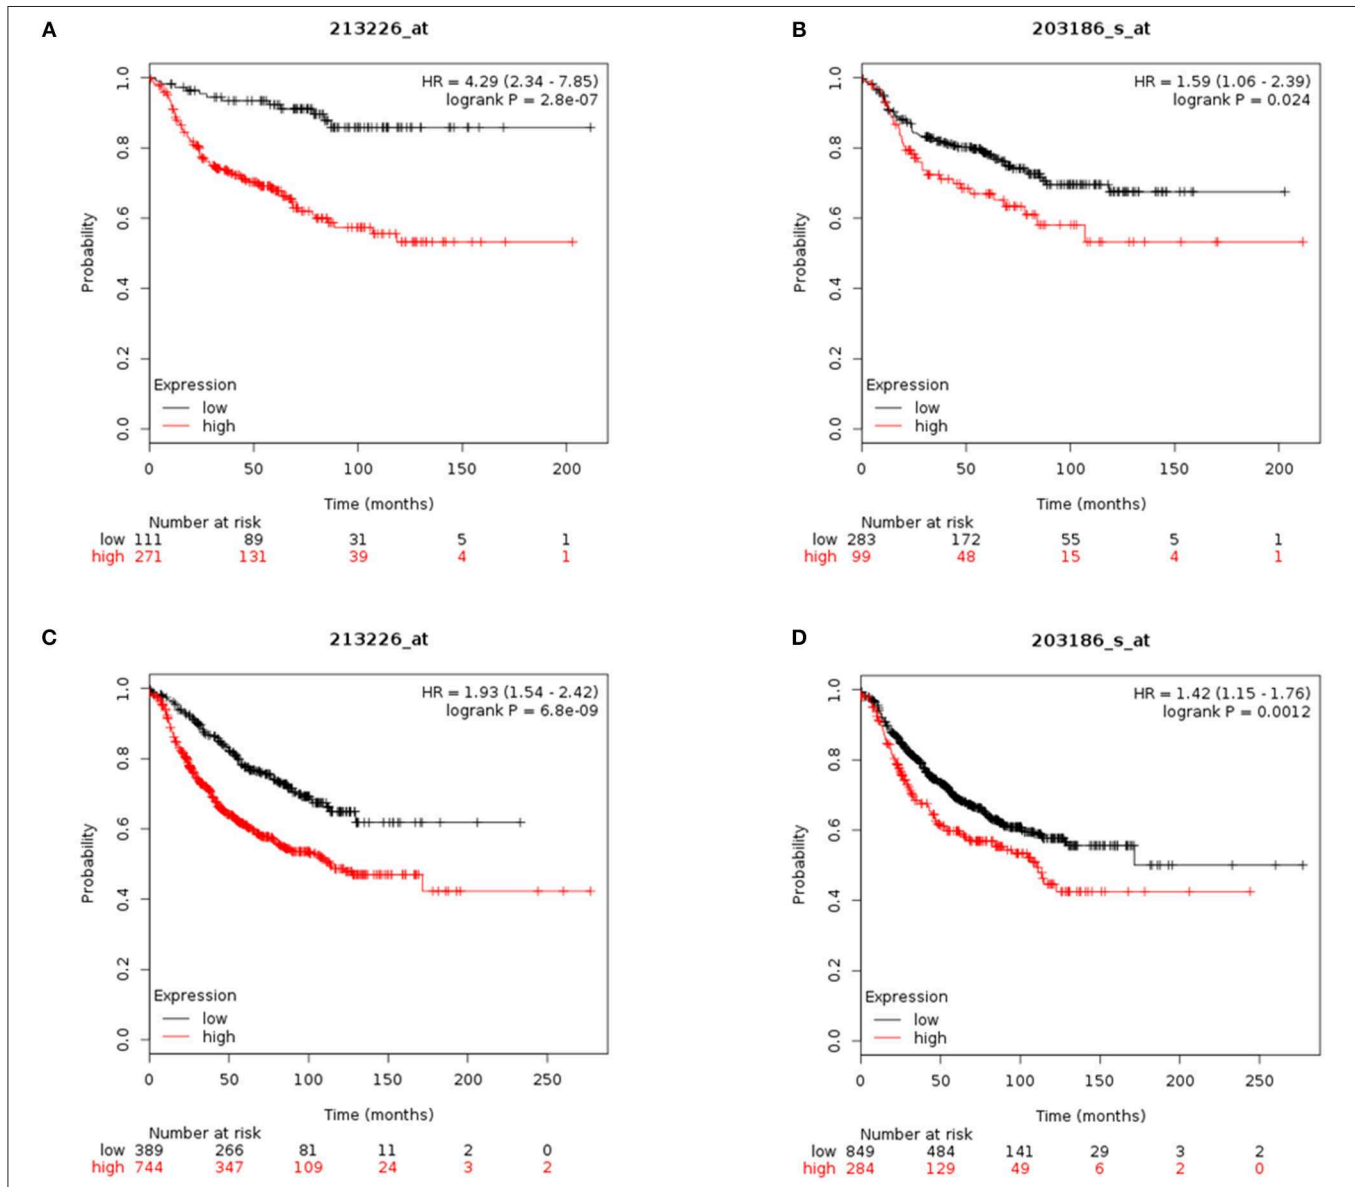 A
213226_at
HR = 4.29 (2.34 - 7.85)
logrank P = 2.8e-07
Probability
1.0
0.8
0.6
0.4
0.2
0.0
Expression
low
high
0 50 100 150 200
Time (months)
Number at risk
low 111 89 31 5 1
high 271 131 39 4 1
B
203186_s_at
HR = 1.59 (1.06 - 2.39)
logrank P = 0.024
Probability
1.0
0.8
0.6
0.4
0.2
0.0
Expression
low
high
0 50 100 150 200
Time (months)
Number at risk
low 283 172 55 5 1
high 99 48 15 4 1
C
213226_at
HR = 1.93 (1.54 - 2.42)
logrank P = 6.8e-09
Probability
1.0
0.8
0.6
0.4
0.2
0.0
Expression
low
high
0 50 100 150 200 250
Time (months)
Number at risk
low 389 266 81 11 2 0
high 744 347 109 24 3 2
D
203186_s_at
HR = 1.42 (1.15 - 1.76)
logrank P = 0.0012
Probability
1.0
0.8
0.6
0.4
0.2
0.0
Expression
low
high
0 50 100 150 200 250
Time (months)
Number at risk
low 849 484 141 29 3 2
high 284 129 49 6 2 0